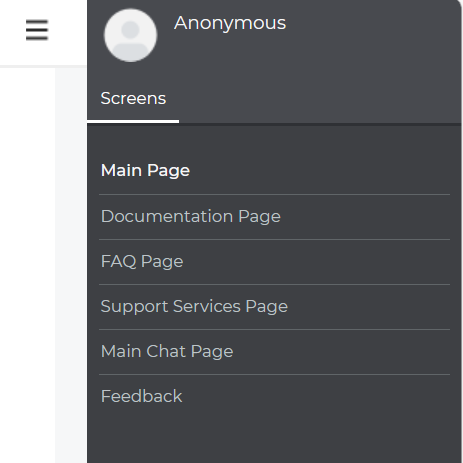 Anonymous
Screens
Main Page
Documentation Page
FAQ Page
Support Services Page
Main Chat Page
Feedback